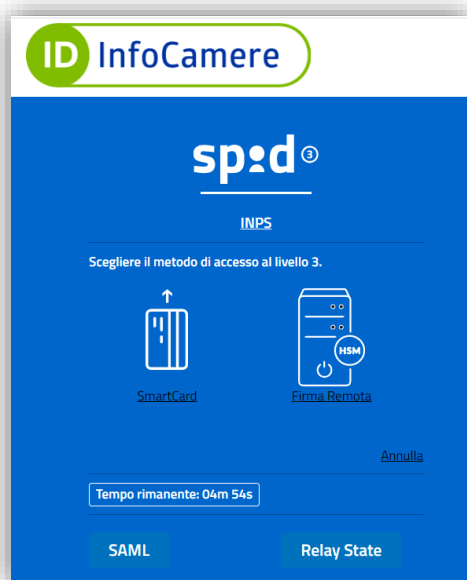 ID InfoCamere
spid 3
INPS
Scegliere il metodo di accesso al livello 3.
HSM
SmartCard Firma Remota
Annulla
Tempo rimanente: 04m 54s
SAML Relay State